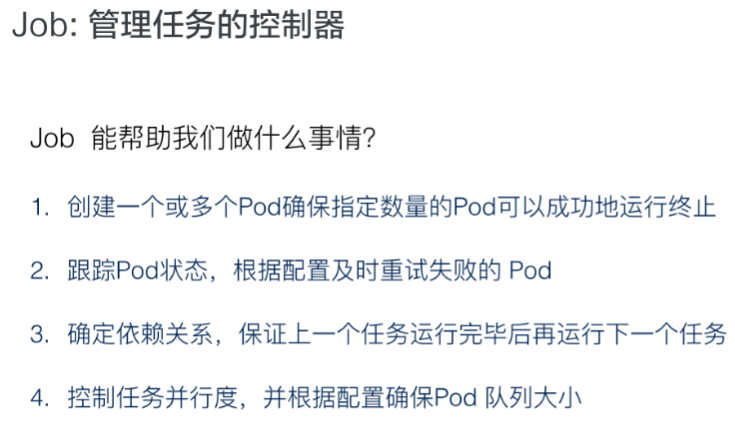 Job: 管理任务的控制器
Job 能帮助我们做什么事情?
1. 创建一个或多个Pod确保指定数量的Pod可以成功地运行终止
2. 跟踪Pod状态，根据配置及时重试失败的 Pod
3. 确定依赖关系，保证上一个任务运行完毕后再运行下一个任务
4. 控制任务并行度，并根据配置确保Pod 队列大小